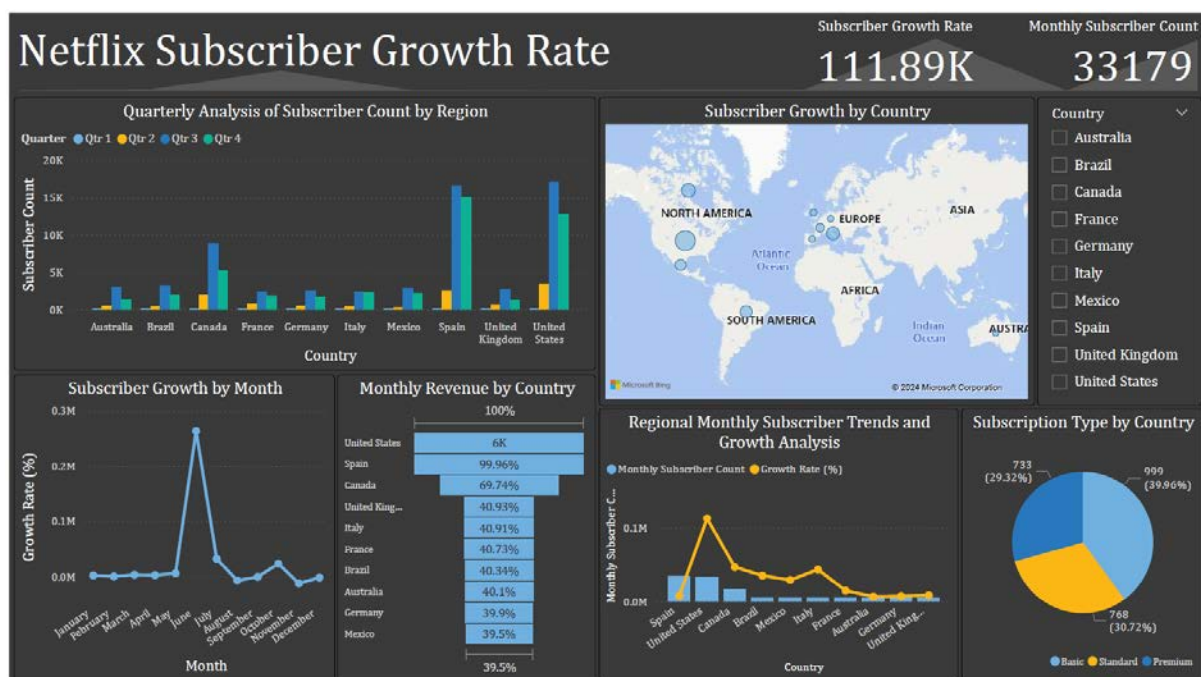 Netflix Subscriber Growth Rate
Subscriber Growth Rate
111.89K
Monthly Subscriber Count
33179
Quarterly Analysis of Subscriber Count by Region
Quarter Qtr 1 Qtr 2 Qtr 3 Qtr 4
Subscriber Count
20K
15K
10K
5K
0K
Australia Brazil Canada France Germany Italy Mexico Spain United Kingdom United States
Country
Subscriber Growth by Country
NORTH AMERICA
EUROPE
ASIA
Atlantic
Ocean
AFRICA
SOUTH AMERICA
Indian
Ocean
AUSTRA
Microsoft Bing
© 2024 Microsoft Corporation
Country
Australia
Brazil
Canada
France
Germany
Italy
Mexico
Spain
United Kingdom
United States
Subscriber Growth by Month
Growth Rate (%)
0.3M
0.2M
0.1M
0.0M
January
February
March
April
May
June
July
August
September
October
November
December
Month
Monthly Revenue by Country
100%
United States 6K
Spain 99.96%
Canada 69.74%
United King... 40.93%
Italy 40.91%
France 40.73%
Brazil 40.34%
Australia 40.1%
Germany 39.9%
Mexico 39.5%
39.5%
Regional Monthly Subscriber Trends and
Growth Analysis
Monthly Subscriber Count Growth Rate (%)
Monthly Subscriber C...
0.1M
0.0M
Spain
United States
Canada
Brazil
Mexico
Italy
France
Australia
Germany
United King...
Country
Subscription Type by Country
733
(29.32%)
999
(39.96%)
768
(30.72%)
Basic Standard Premium